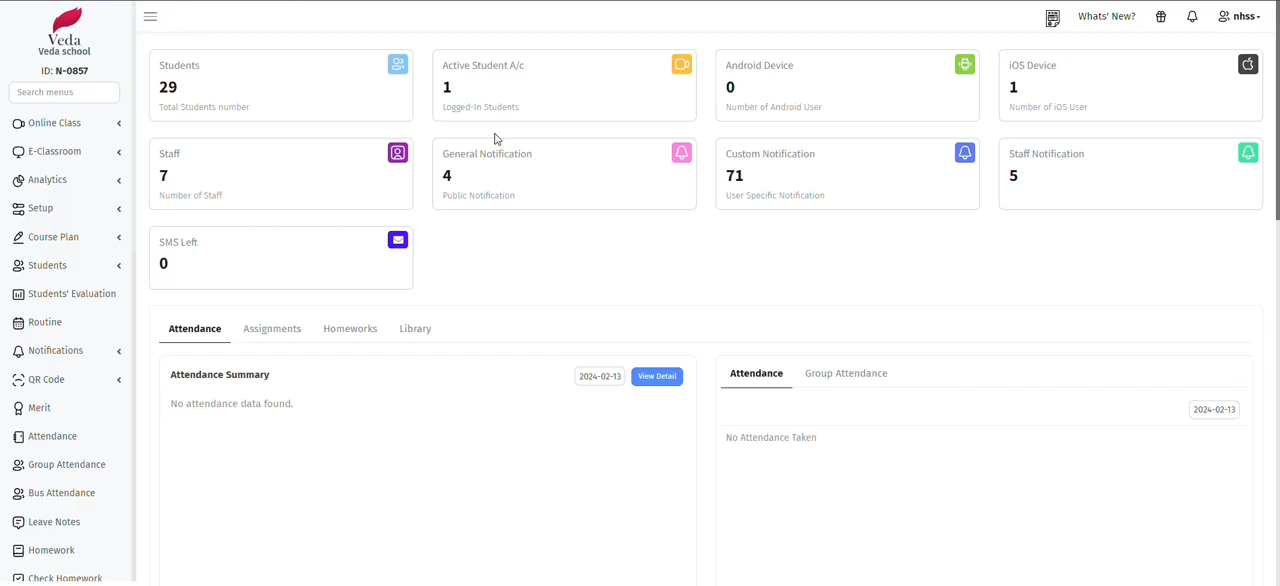 Veda
Veda school
ID: N-0857
Search menus
Online Class
E-Classroom
Analytics
Setup
Course Plan
Students
Students' Evaluation
Routine
Notifications
QR Code
Merit
Attendance
Group Attendance
Bus Attendance
Leave Notes
Homework
Check Homework
Whats' New?
nhss
Students
29
Total Students number
Active Student A/c
1
Logged-In Students
Android Device
0
Number of Android User
iOS Device
1
Number of iOS User
Staff
7
Number of Staff
General Notification
4
Public Notification
Custom Notification
71
User Specific Notification
Staff Notification
5
SMS Left
0
Attendance Assignments Homeworks Library
Attendance Summary
2024-02-13 View Detail
No attendance data found.
Attendance Group Attendance
2024-02-13
No Attendance Taken